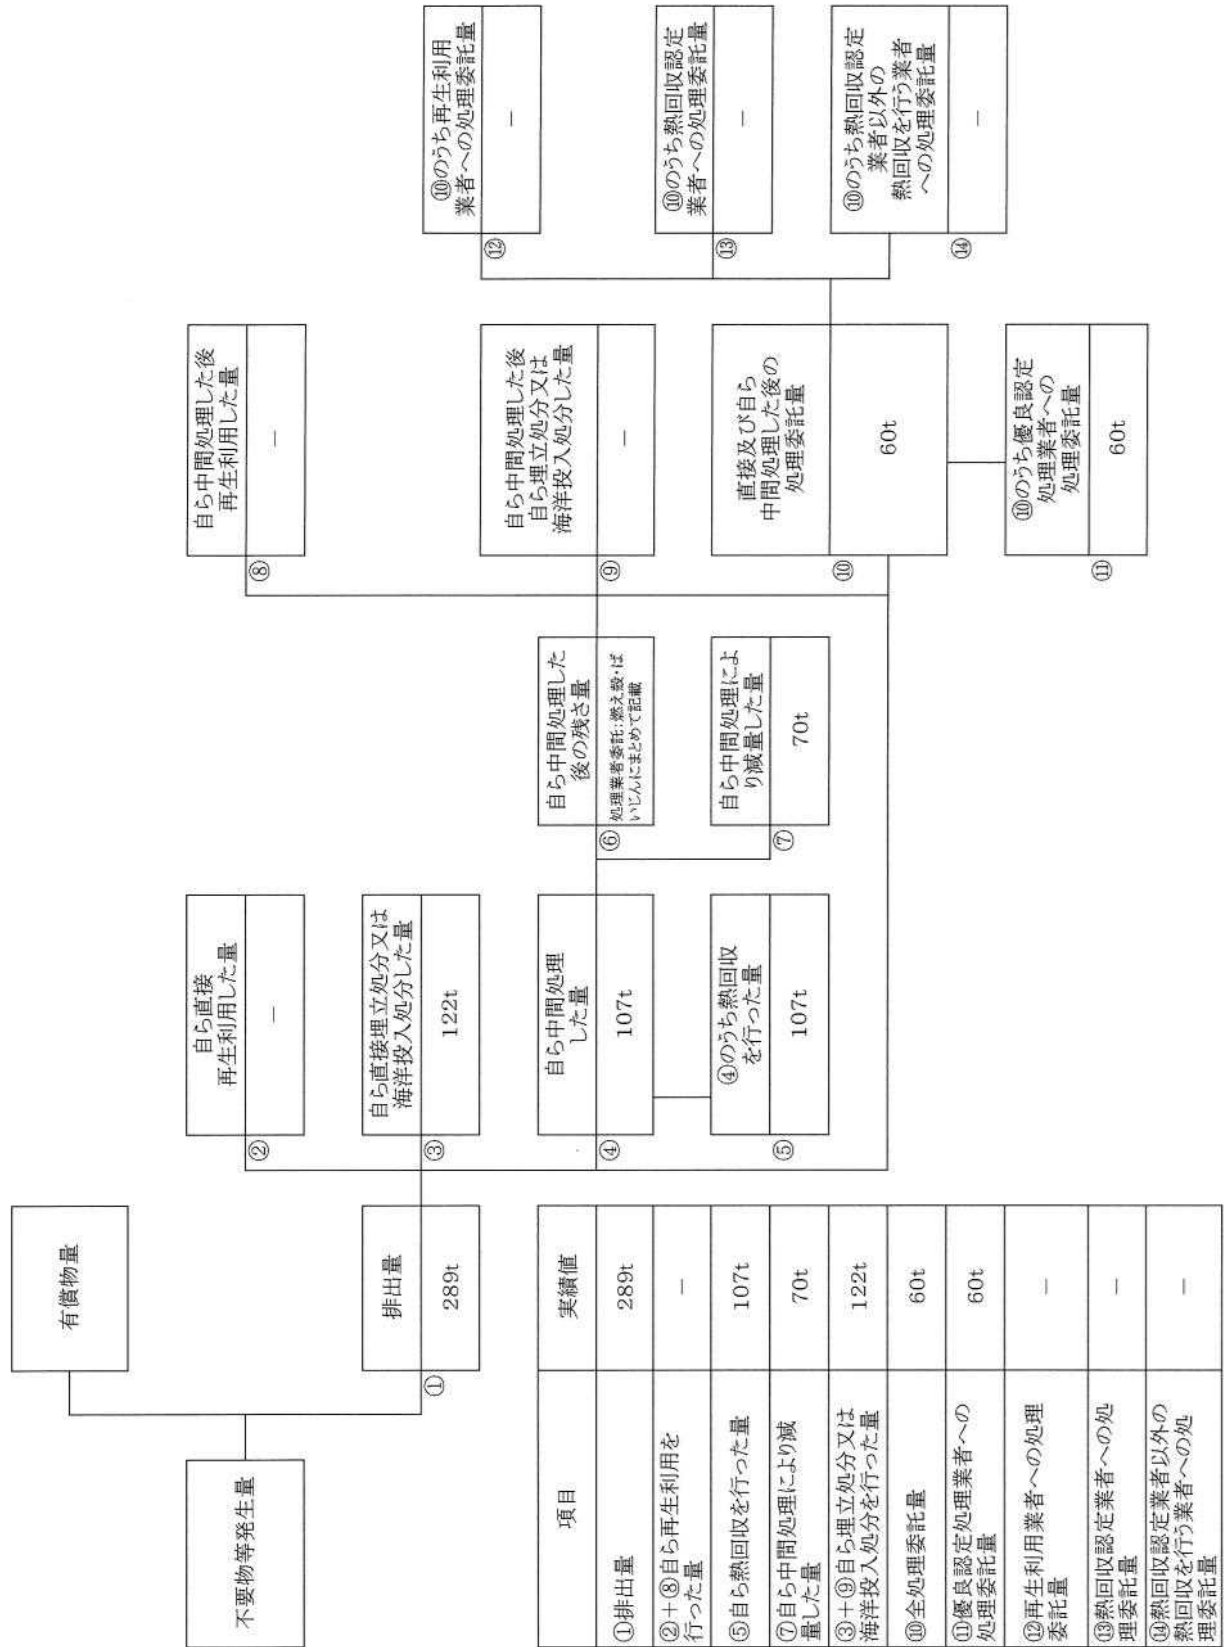 不要物等発生量
有償物量
①
排出量
289t
②
自ら直接
再生利用した量
－
③
自ら直接埋立処分又は
海洋投入処分した量
122t
④
自ら中間処理
した量
107t
⑤
④のうち熱回収
を行った量
107t
⑥
自ら中間処理した
後の残さ量
処理業者委託:燃え殻・ば
いじんにまとめて記載
⑦
自ら中間処理によ
り減量した量
70t
⑧
自ら中間処理した後
再生利用した量
－
⑨
自ら中間処理した後
自ら埋立処分又は
海洋投入処分した量
－
⑩
直接及び自ら
中間処理した後の
処理委託量
60t
⑪
⑩のうち優良認定
処理業者への
処理委託量
60t
⑫
⑩のうち再生利用
業者への処理委託量
－
⑬
⑩のうち熱回収認定
業者への処理委託量
－
⑭
⑩のうち熱回収認定
業者以外の
熱回収を行う業者
への処理委託量
－
項目
実績値
①排出量
289t
②＋⑧自ら再生利用を
行った量
－
⑤自ら熱回収を行った量
107t
⑦自ら中間処理により減
量した量
70t
③＋⑨自ら埋立処分又は
海洋投入処分を行った量
122t
⑩全処理委託量
60t
⑪優良認定処理業者への
処理委託量
60t
⑫再生利用業者への処理
委託量
－
⑬熱回収認定業者への処
理委託量
－
⑭熱回収認定業者以外の
熱回収を行う業者への処
理委託量
－